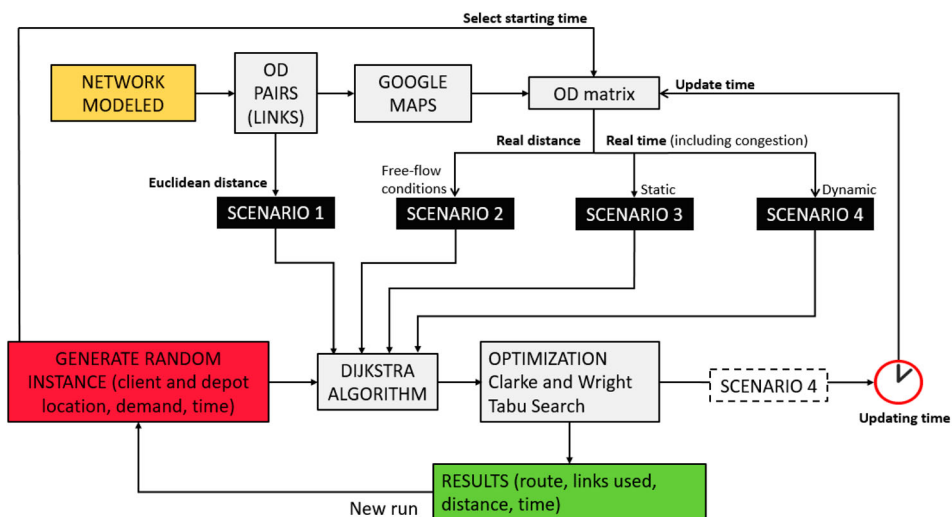 Select starting time
NETWORK
MODELED
OD
PAIRS
(LINKS)
GOOGLE
MAPS
OD matrix
Update time
Real distance
Real time (including congestion)
Euclidean distance
Free-flow
conditions
Static
Dynamic
SCENARIO 1
SCENARIO 2
SCENARIO 3
SCENARIO 4
GENERATE RANDOM
INSTANCE (client and depot
location, demand, time)
DIJKSTRA
ALGORITHM
OPTIMIZATION
Clarke and Wright
Tabu Search
SCENARIO 4
Updating time
RESULTS (route, links used,
distance, time)
New run